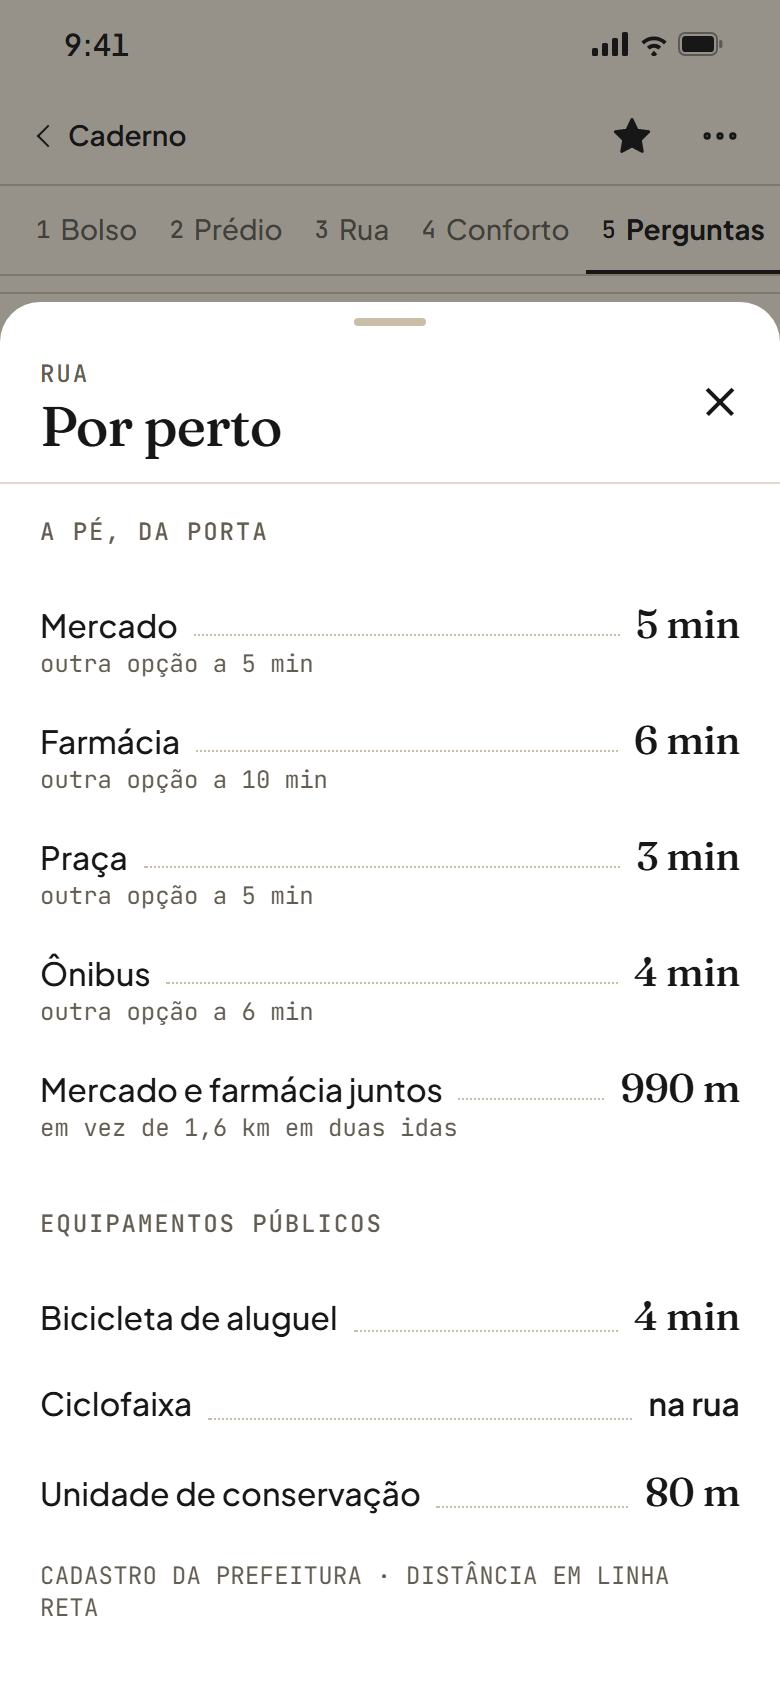 9:41
Caderno
1 Bolso 2 Prédio 3 Rua 4 Conforto 5 Perguntas
RUA
Por perto
A PÉ, DA PORTA
Mercado 5 min
outra opção a 5 min
Farmácia 6 min
outra opção a 10 min
Praça 3 min
outra opção a 5 min
Ônibus 4 min
outra opção a 6 min
Mercado e farmácia juntos 990 m
em vez de 1,6 km em duas idas
EQUIPAMENTOS PÚBLICOS
Bicicleta de aluguel 4 min
Ciclofaixa na rua
Unidade de conservação 80 m
CADASTRO DA PREFEITURA · DISTÂNCIA EM LINHA
RETA